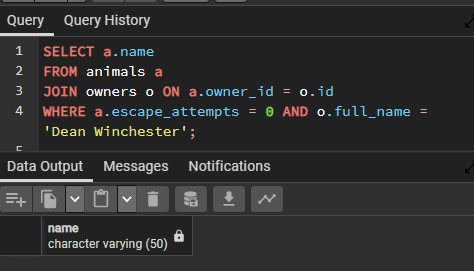 Query Query History
1 SELECT a.name
2 FROM animals a
3 JOIN owners o ON a.owner_id = o.id
4 WHERE a.escape_attempts = 0 AND o.full_name =
'Dean Winchester';
Data Output Messages Notifications
name
character varying (50)